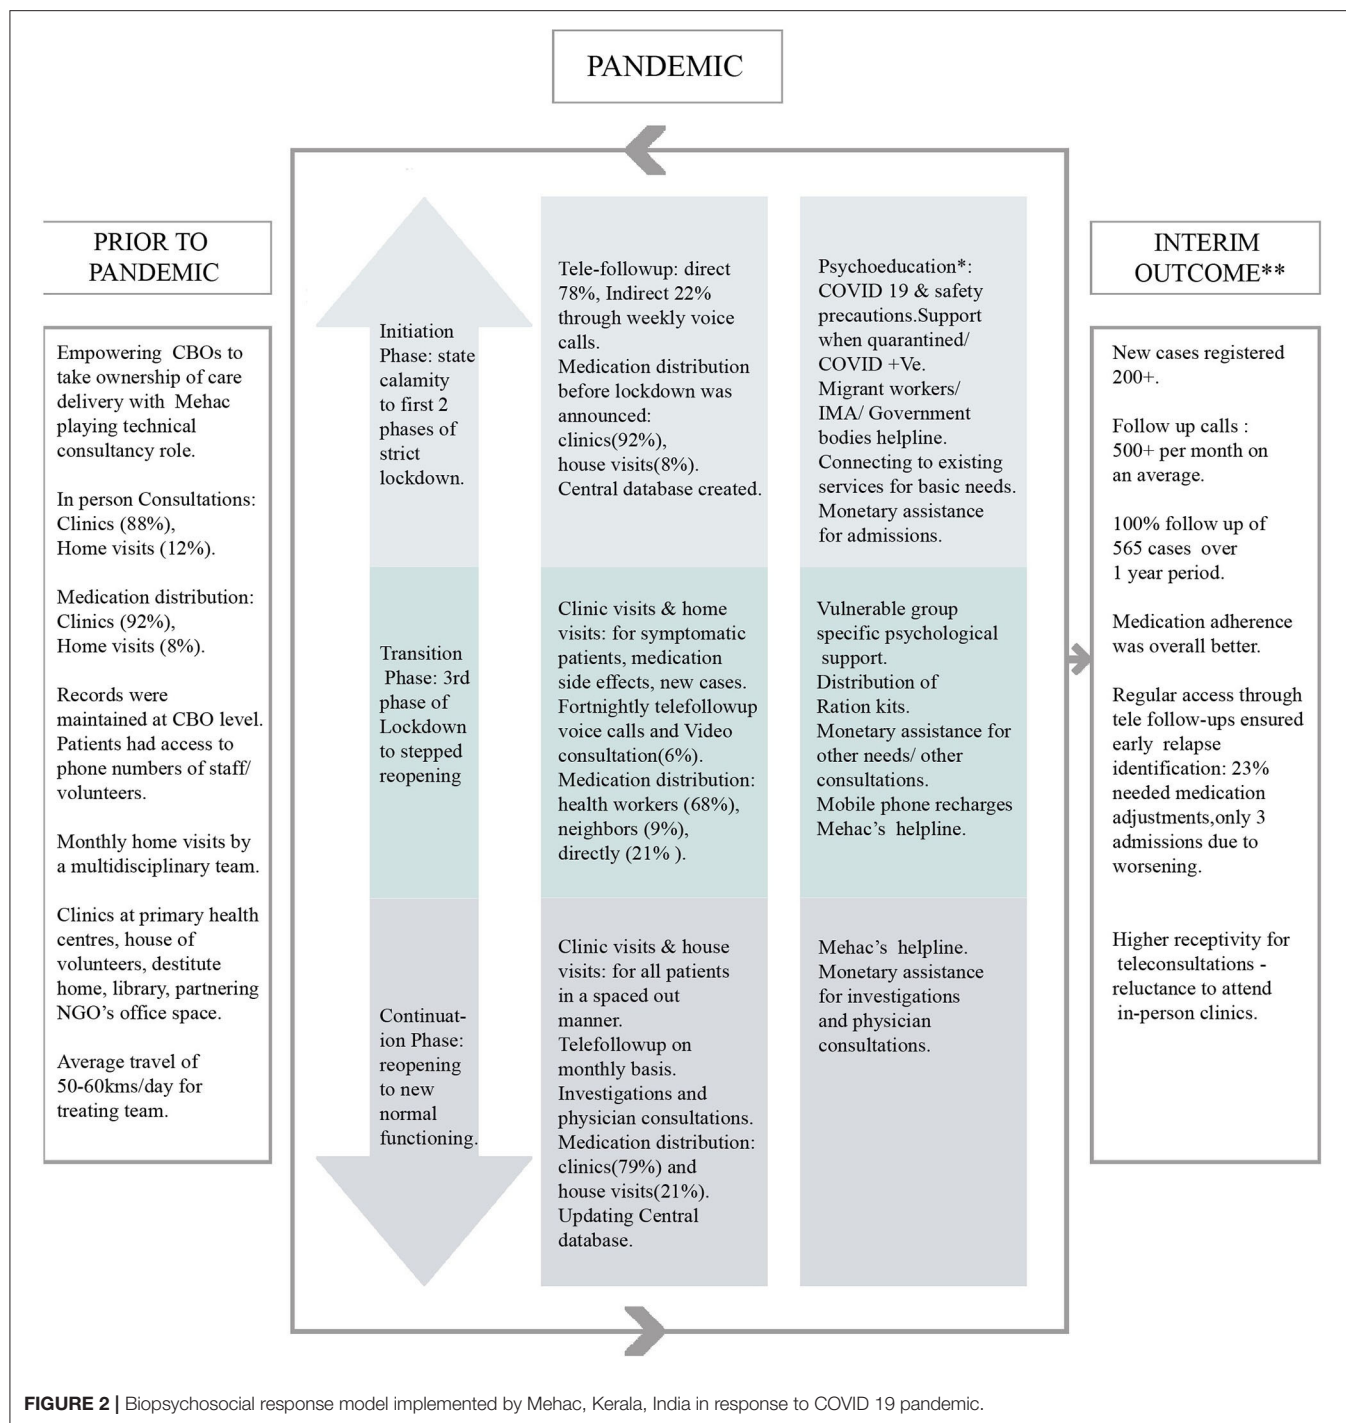 PANDEMIC
PRIOR TO
PANDEMIC
Empowering CBOs to
take ownership of care
delivery with Mehac
playing technical
consultancy role.
In person Consultations:
Clinics (88%),
Home visits (12%).
Medication distribution:
Clinics (92%),
Home visits (8%).
Records were
maintained at CBO level.
Patients had access to
phone numbers of staff/
volunteers.
Monthly home visits by
a multidisciplinary team.
Clinics at primary health
centres, house of
volunteers, destitute
home, library, partnering
NGO's office space.
Average travel of
50-60kms/day for
treating team.
Initiation
Phase: state
calamity
to first 2
phases of
strict
lockdown.
Tele-followup: direct
78%, Indirect 22%
through weekly voice
calls.
Medication distribution
before lockdown was
announced:
clinics(92%),
house visits(8%).
Central database created.
Psychoeducation*:
COVID 19 & safety
precautions.Support
when quarantined/
COVID +Ve.
Migrant workers/
IMA/ Government
bodies helpline.
Connecting to existing
services for basic needs.
Monetary assistance
for admissions.
Transition
Phase: 3rd
phase of
Lockdown
to stepped
reopening
Clinic visits & home
visits: for symptomatic
patients, medication
side effects, new cases.
Fortnightly telefollowup
voice calls and Video
consultation(6%).
Medication distribution:
health workers (68%),
neighbors (9%),
directly (21% ).
Vulnerable group
specific psychological
support.
Distribution of
Ration kits.
Monetary assistance for
other needs/ other
consultations.
Mobile phone recharges
Mehac's helpline.
Continuat-
ion Phase:
reopening
to new
normal
functioning.
Clinic visits & house
visits: for all patients
in a spaced out
manner.
Telefollowup on
monthly basis.
Investigations and
physician consultations.
Medication distribution:
clinics(79%) and
house visits(21%).
Updating Central
database.
Mehac's helpline.
Monetary assistance
for investigations
and physician
consultations.
INTERIM
OUTCOME**
New cases registered
200+.
Follow up calls :
500+ per month on
an average.
100% follow up of
565 cases over
1 year period.
Medication adherence
was overall better.
Regular access through
tele follow-ups ensured
early relapse
identification: 23%
needed medication
adjustments,only 3
admissions due to
worsening.
Higher receptivity for
teleconsultations -
reluctance to attend
in-person clinics.
FIGURE 2 | Biopsychosocial response model implemented by Mehac, Kerala, India in response to COVID 19 pandemic.